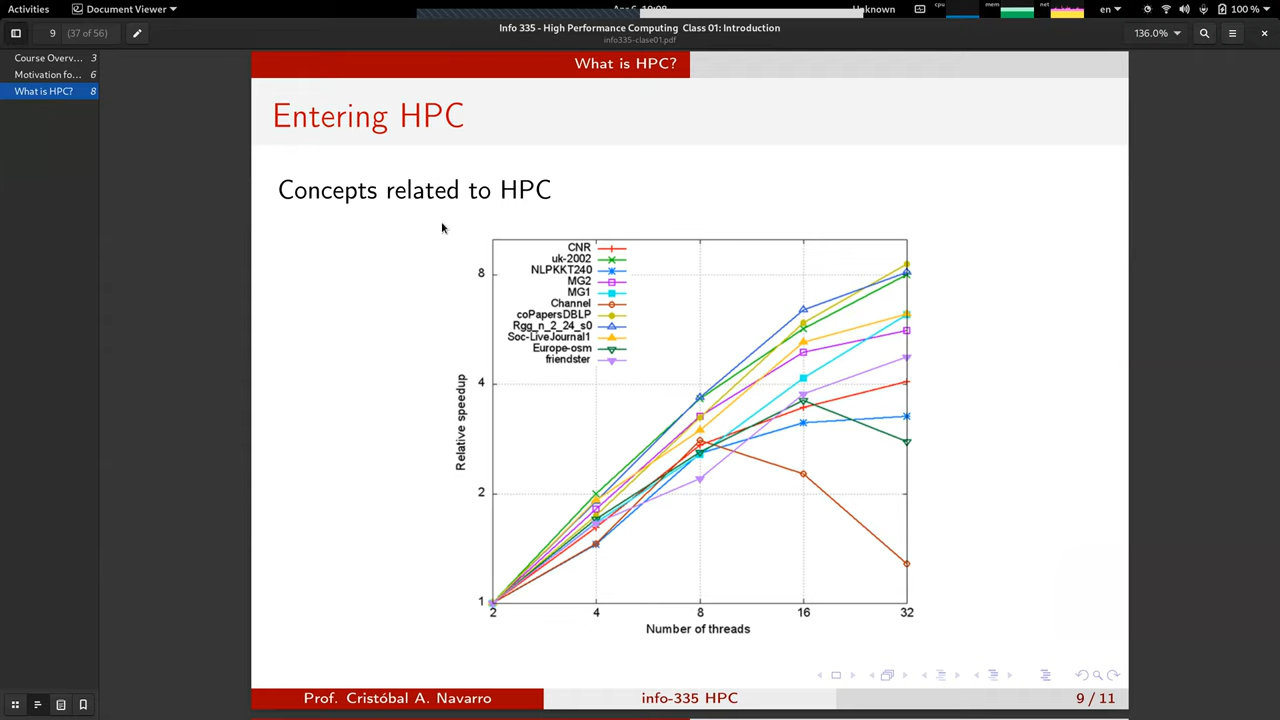 Activities
Document Viewer
Unknown
cpu
mem
net
en
100 %
9
(37 of 56)
Info 335 - High Performance Computing Class 01: Introduction
info335-clase01.pdf
136.0%
Course Overv... 3
Motivation fo... 6
What is HPC? 8
What is HPC?
Entering HPC
Concepts related to HPC
CNR
uk-2002
NLPKKT240
MG2
MG1
Channel
coPapersDBLP
Rgg_n_2_24_s0
Soc-LiveJournal1
Europe-osm
friendster
8
4
2
1
Relative speedup
2 4 8 16 32
Number of threads
Prof. Cristóbal A. Navarro
info-335 HPC
9 / 11